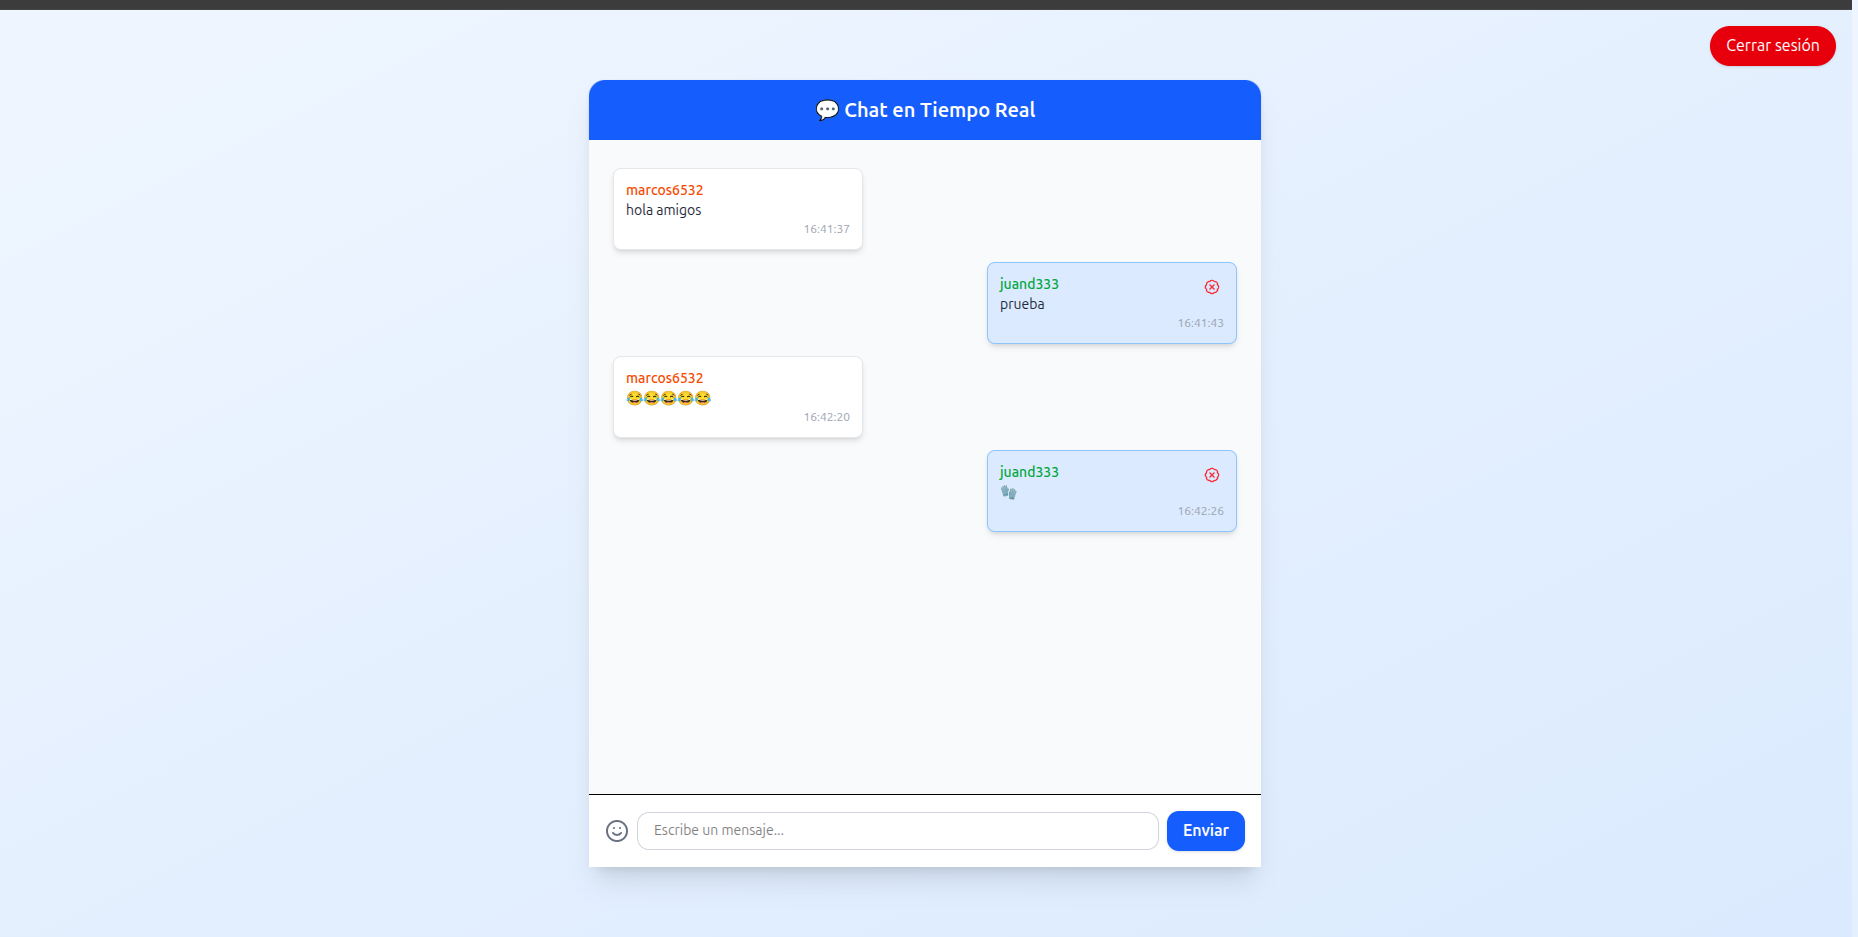 Cerrar sesión
💬 Chat en Tiempo Real
marcos6532
hola amigos
16:41:37
juand333
prueba
16:41:43
marcos6532
😂😂😂😂😂
16:42:20
juand333
🧤
16:42:26
Escribe un mensaje...
Enviar